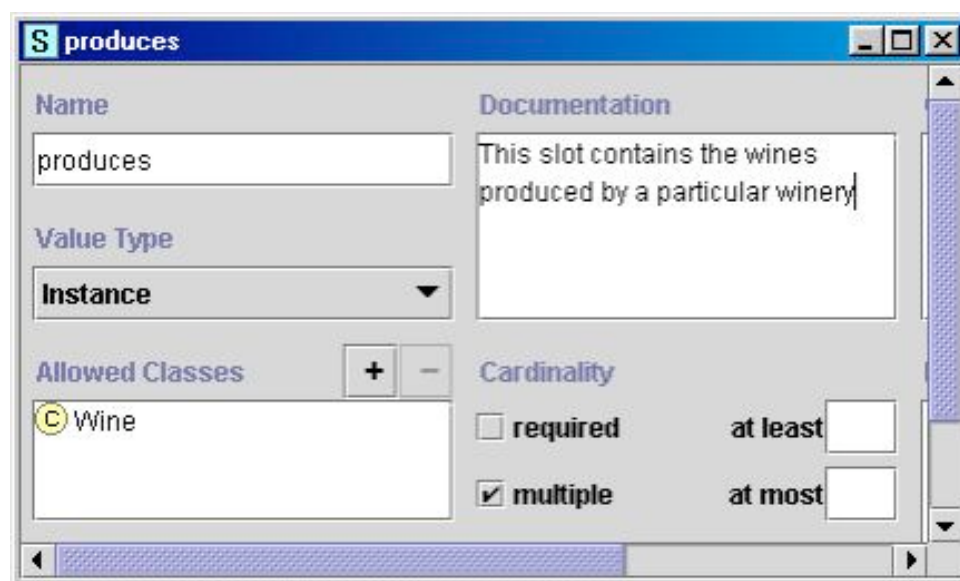 S produces
Name
produces
Documentation
This slot contains the wines
produced by a particular winery
Value Type
Instance
Allowed Classes + −
C Wine
Cardinality
required at least
multiple at most